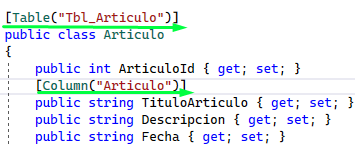 [Table("Tbl_Articulo")]
public class Articulo
{
public int ArticuloId { get; set; }
[Column("Articulo")]
public string TituloArticulo { get; set; }
public string Descripcion { get; set; }
public string Fecha { get; set; }